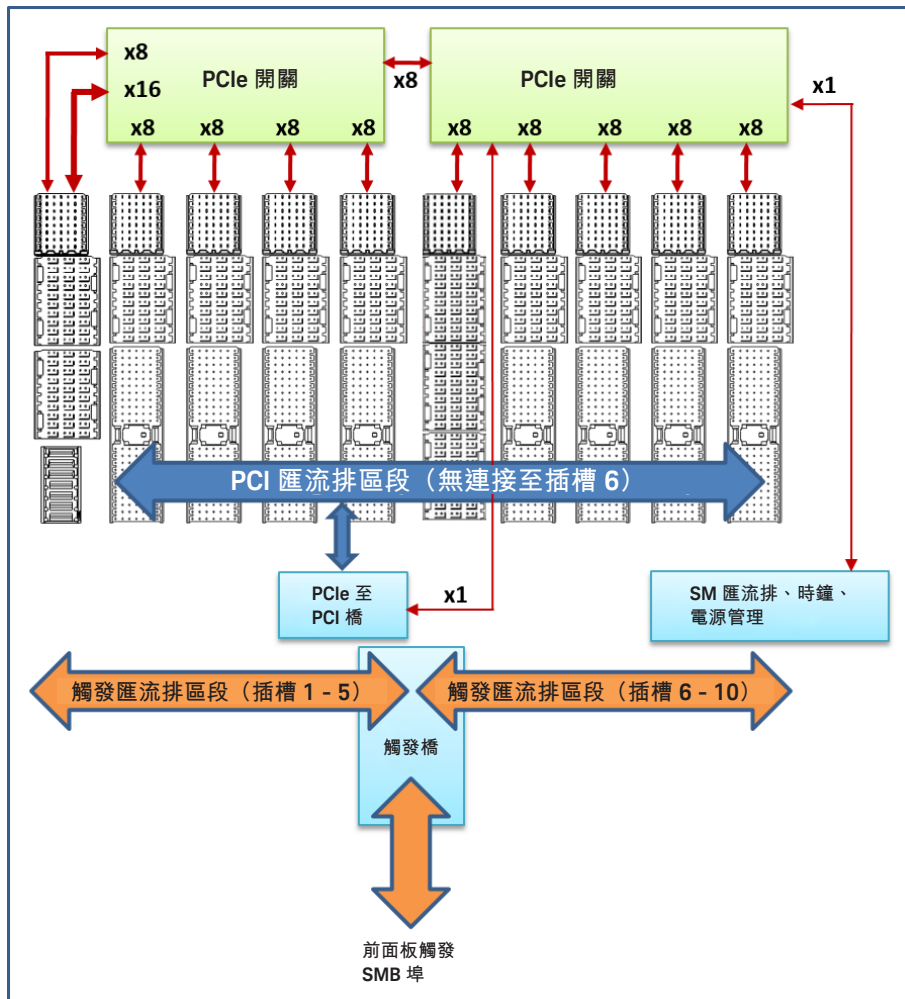 x8
x16
PCIe 開關
x8
PCIe 開關
x1
x8
x8
x8
x8
x8
x8
x8
x8
x8
PCI 匯流排區段（無連接至插槽 6）
PCIe 至
PCI 橋
x1
SM 匯流排、時鐘、
電源管理
觸發匯流排區段（插槽 1 - 5）
觸發匯流排區段（插槽 6 - 10）
觸發橋
前面板觸發
SMB 埠